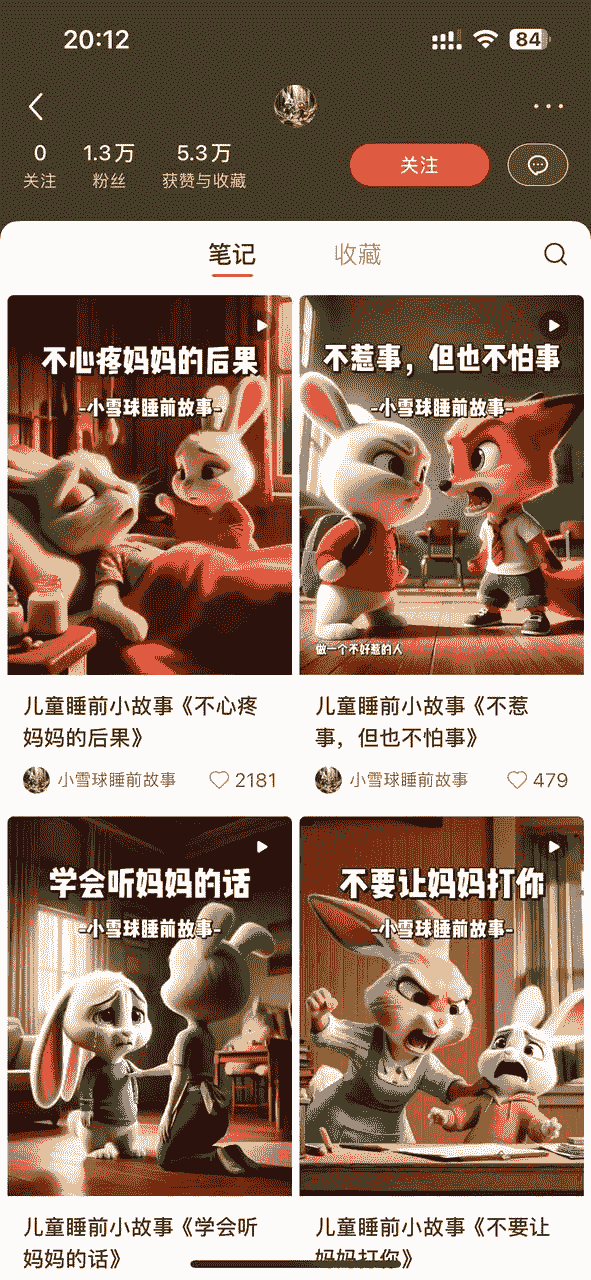 20:12
84
0
1.3万
5.3万
关注
粉丝
获赞与收藏
关注
笔记
收藏
不心疼妈妈的后果
-小雪球睡前故事-
儿童睡前小故事《不心疼
妈妈的后果》
小雪球睡前故事
2181
不惹事，但也不怕事
-小雪球睡前故事-
做一个不好惹的人
儿童睡前小故事《不惹
事，但也不怕事》
小雪球睡前故事
479
学会听妈妈的话
-小雪球睡前故事-
儿童睡前小故事《学会听
妈妈的话》
不要让妈妈打你
-小雪球睡前故事-
儿童睡前小故事《不要让
妈妈打你》